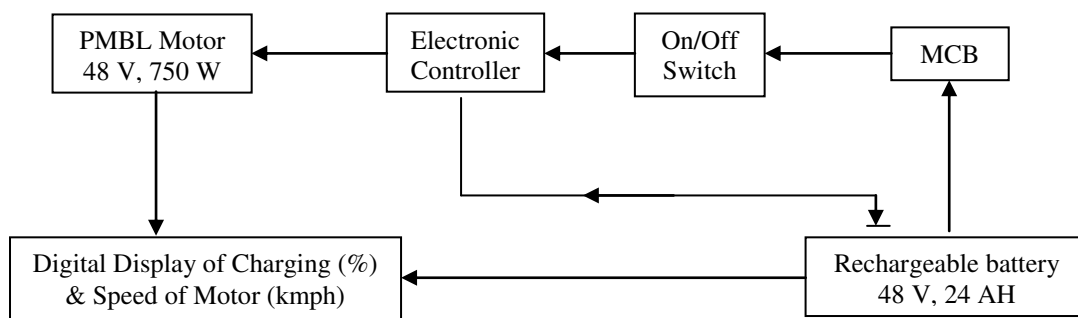 PMBL Motor
48 V, 750 W
Electronic
Controller
On/Off
Switch
MCB
Digital Display of Charging (%)
& Speed of Motor (kmph)
Rechargeable battery
48 V, 24 AH